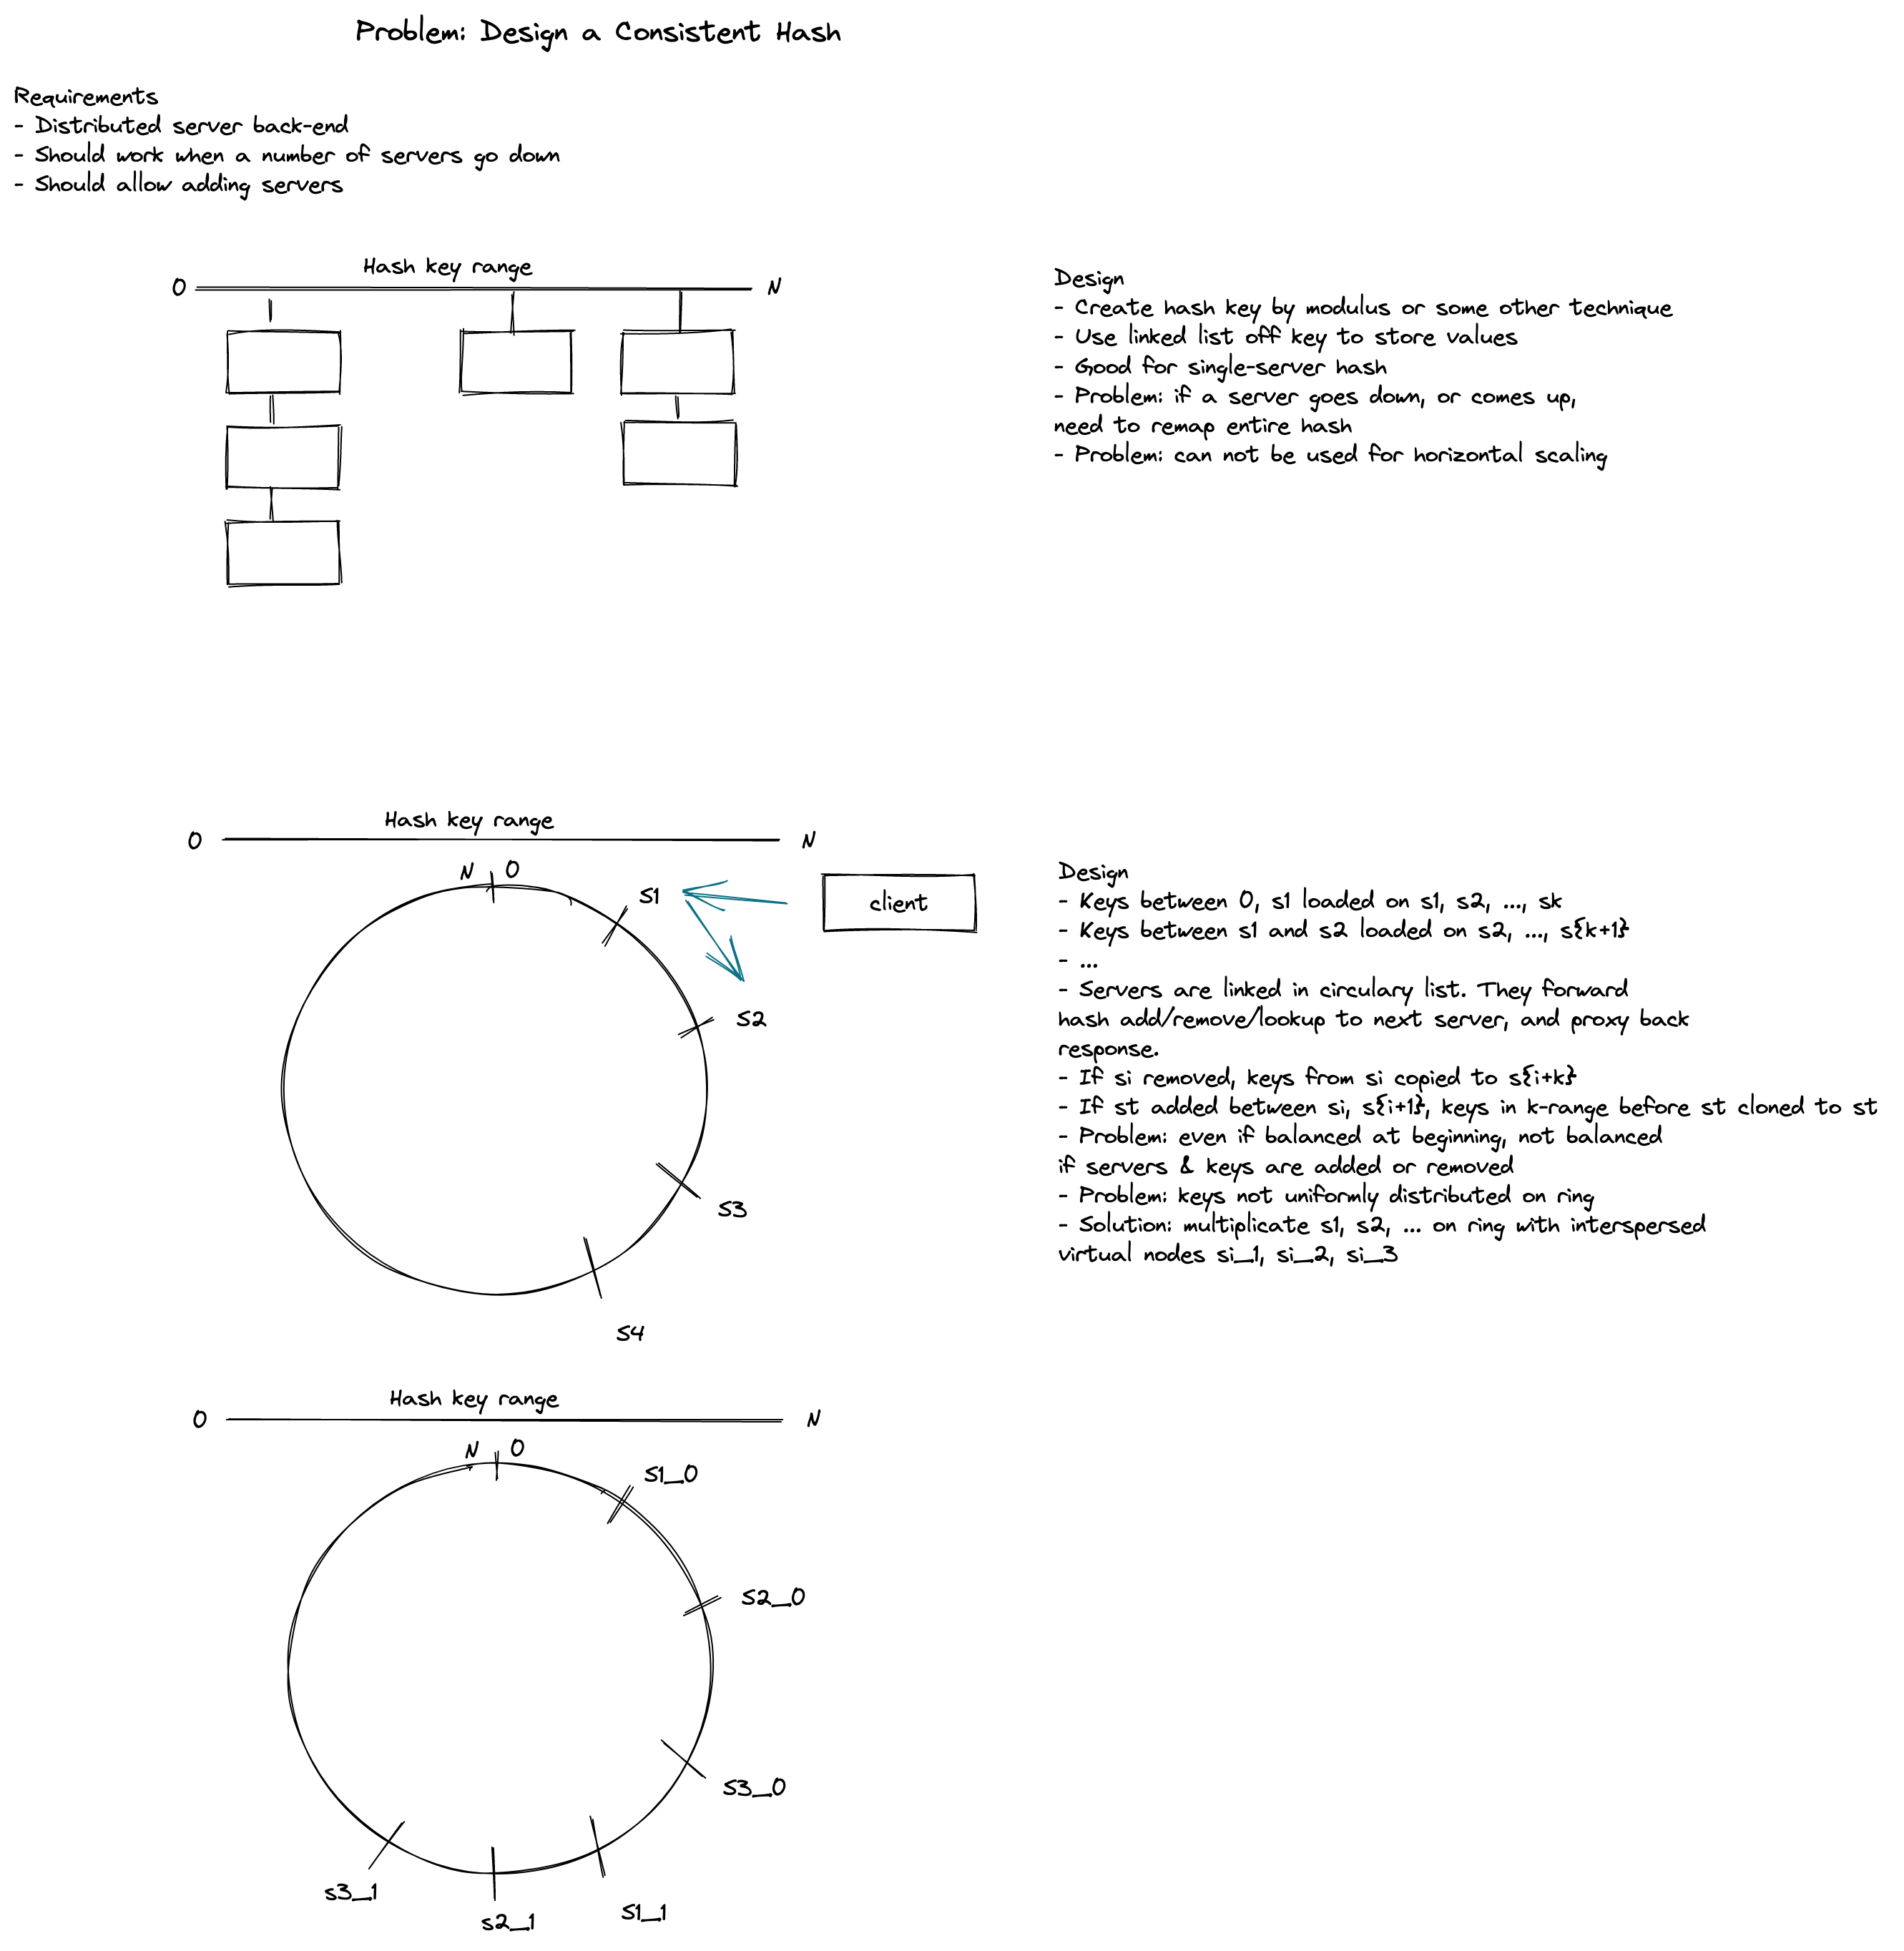 Problem: Design a Consistent Hash
Requirements
- Distributed server back-end
- Should work when a number of servers go down
- Should allow adding servers
Hash key range
0
N
Design
- Create hash key by modulus or some other technique
- Use linked list off key to store values
- Good for single-server hash
- Problem: if a server goes down, or comes up,
need to remap entire hash
- Problem: can not be used for horizontal scaling
Hash key range
0
N
N
0
S1
client
S2
S3
S4
Design
- Keys between 0, s1 loaded on s1, s2, ..., sk
- Keys between s1 and s2 loaded on s2, ..., s{k+1}
- ...
- Servers are linked in circulary list. They forward
hash add/remove/lookup to next server, and proxy back
response.
- If si removed, keys from si copied to s{i+k}
- If st added between si, s{i+1}, keys in k-range before st cloned to st
- Problem: even if balanced at beginning, not balanced
if servers & keys are added or removed
- Problem: keys not uniformly distributed on ring
- Solution: multiplicate s1, s2, ... on ring with interspersed
virtual nodes si_1, si_2, si_3
Hash key range
0
N
N
0
S1_0
S2_0
S3_0
S1_1
s2_1
s3_1